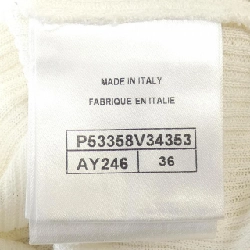 MADE IN ITALY
FABRIQUE EN ITALIE
P53358V34353
AY246 36